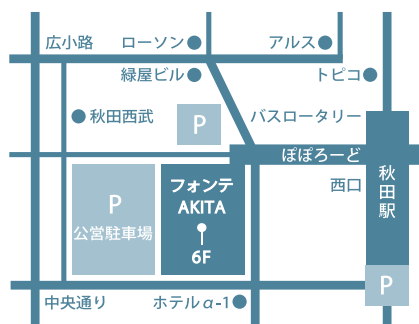 広小路
ローソン
アルス
緑屋ビル
トピコ
秋田西武
P
バスロータリー
ぽぽろーど
西口
秋田駅
P
公営駐車場
フォンテ
AKITA
6F
P
中央通り
ホテルα-1